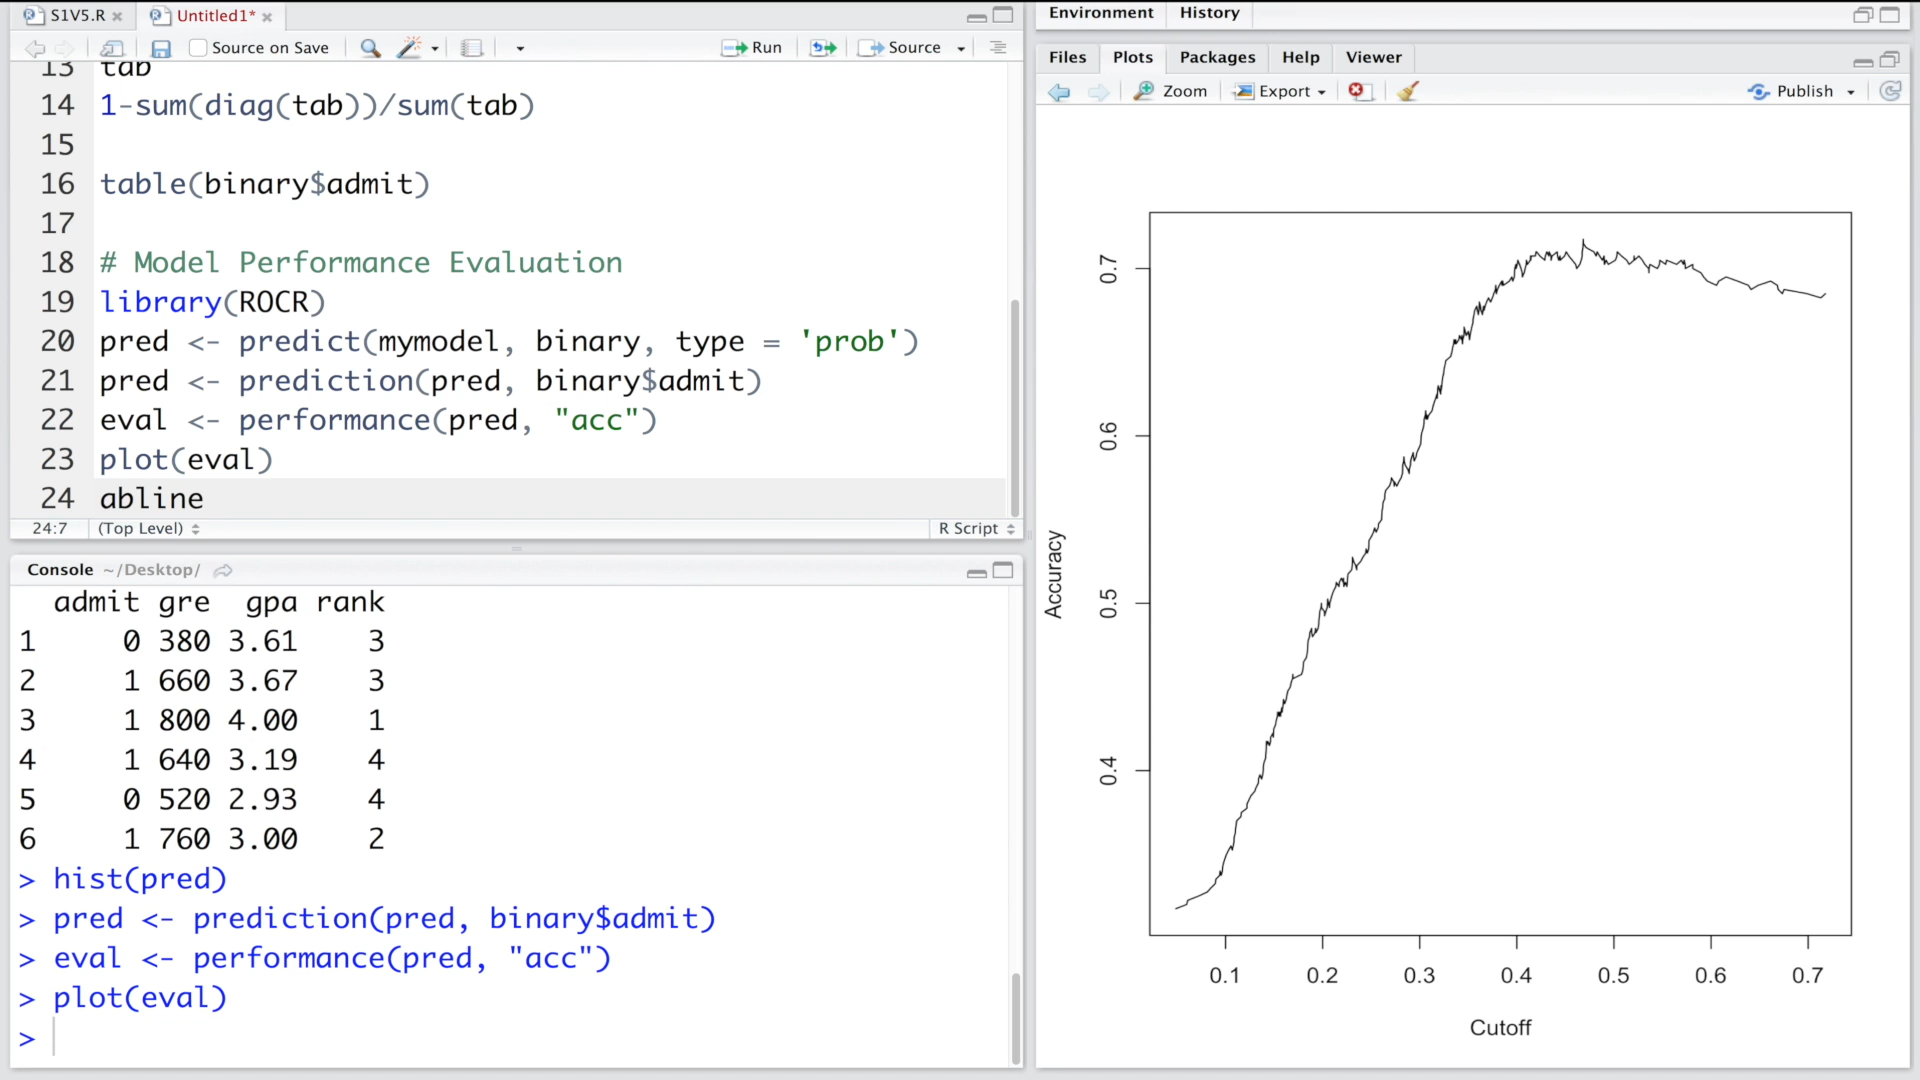 S1V5.R
Untitled1*
Source on Save
Run
Source
13 tab
14 1-sum(diag(tab))/sum(tab)
15
16 table(binary$admit)
17
18 # Model Performance Evaluation
19 library(ROCR)
20 pred <- predict(mymodel, binary, type = 'prob')
21 pred <- prediction(pred, binary$admit)
22 eval <- performance(pred, "acc")
23 plot(eval)
24 abline
24:7 (Top Level) R Script
Console ~/Desktop/
admit gre gpa rank
1 0 380 3.61 3
2 1 660 3.67 3
3 1 800 4.00 1
4 1 640 3.19 4
5 0 520 2.93 4
6 1 760 3.00 2
> hist(pred)
> pred <- prediction(pred, binary$admit)
> eval <- performance(pred, "acc")
> plot(eval)
>
Environment History
Files Plots Packages Help Viewer
Zoom Export Publish
0.7
0.6
0.5
0.4
Accuracy
0.1 0.2 0.3 0.4 0.5 0.6 0.7
Cutoff